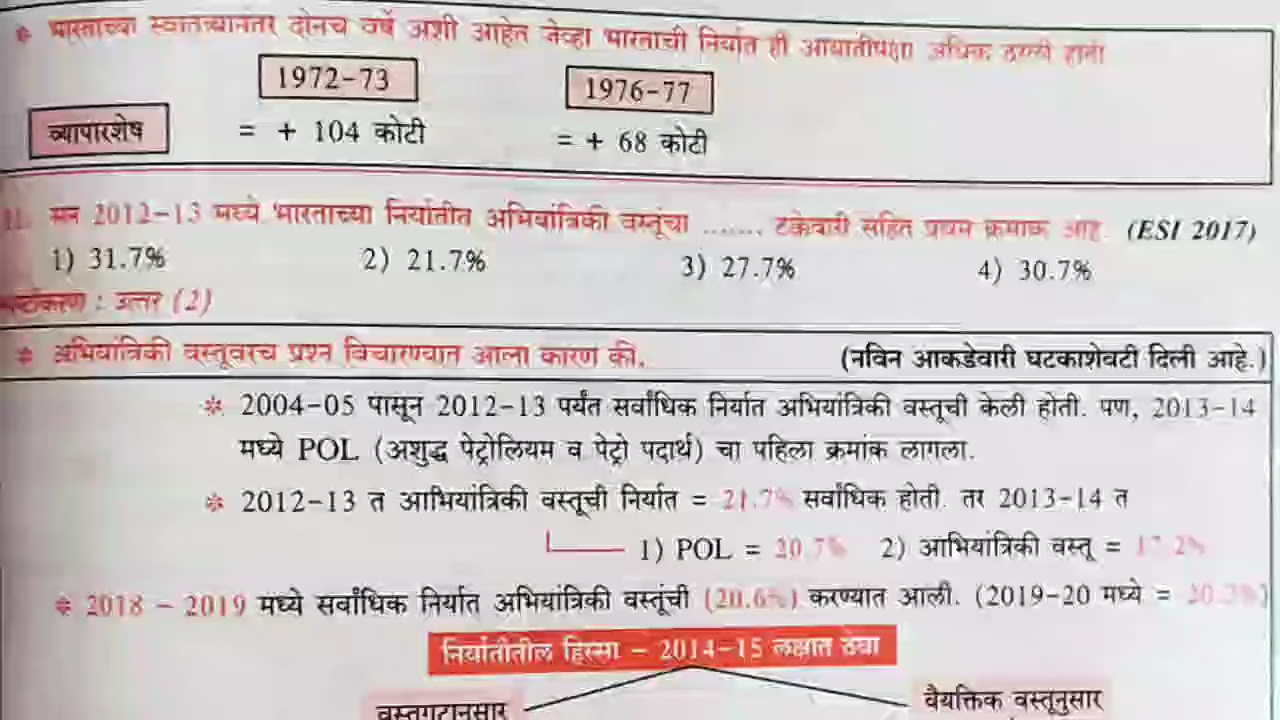 * भारताच्या स्वातंत्र्यानंतर दोनच वर्षे अशी आहेत जेव्हा भारताची निर्यात ही आयातीपेक्षा अधिक ठरली होती
1972-73 1976-77
व्यापारशेष = + 104 कोटी = + 68 कोटी
सन 2012-13 मध्ये भारताच्या निर्यातीत अभियांत्रिकी वस्तूंचा ....... टक्केवारी सहित प्रथम क्रमांक आहे. (ESI 2017)
1) 31.7% 2) 21.7% 3) 27.7% 4) 30.7%
स्पष्टीकरण : उत्तर (2)
* अभियांत्रिकी वस्तूवरच प्रश्न विचारण्यात आला कारण की, (नविन आकडेवारी घटकाशेवटी दिली आहे.)
* 2004-05 पासून 2012-13 पर्यंत सर्वाधिक निर्यात अभियांत्रिकी वस्तूची केली होती. पण, 2013-14
मध्ये POL (अशुद्ध पेट्रोलियम व पेट्रो पदार्थ) चा पहिला क्रमांक लागला.
* 2012-13 त आभियांत्रिकी वस्तूची निर्यात = 21.7% सर्वाधिक होती. तर 2013-14 त
1) POL = 20.7% 2) आभियांत्रिकी वस्तू = 17.2%
* 2018 - 2019 मध्ये सर्वाधिक निर्यात अभियांत्रिकी वस्तूंची (20.6%) करण्यात आली. (2019-20 मध्ये = 20.2%)
निर्यातीतील हिस्सा - 2014-15 लक्षात ठेवा
वस्तूगटानुसार वैयक्तिक वस्तूनुसार